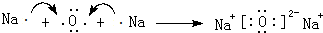 Na· + ·Ö̤· + ·Na ⟶ Na⁺ [:Ö̤:]²⁻ Na⁺